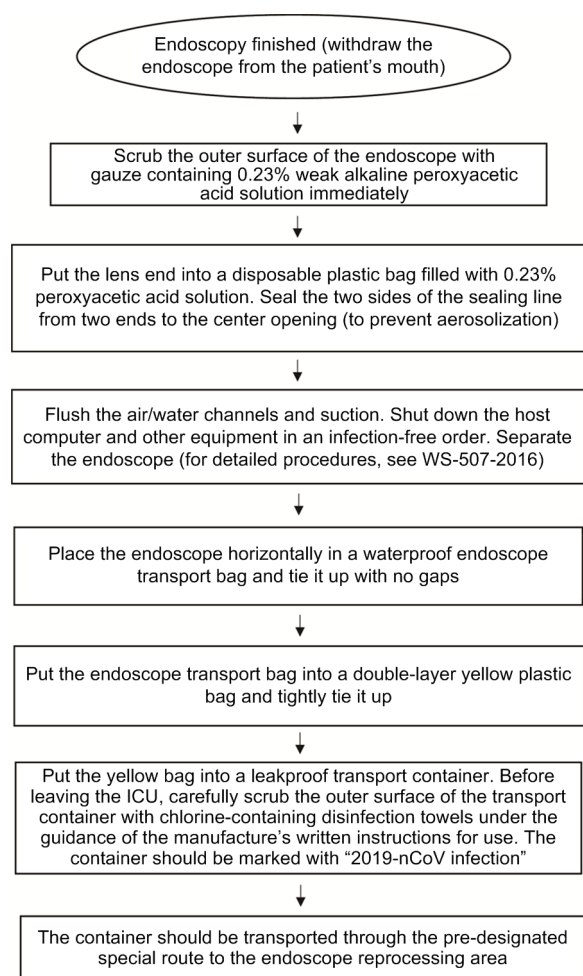 Endoscopy finished (withdraw the
endoscope from the patient's mouth)
Scrub the outer surface of the endoscope with
gauze containing 0.23% weak alkaline peroxyacetic
acid solution immediately
Put the lens end into a disposable plastic bag filled with 0.23%
peroxyacetic acid solution. Seal the two sides of the sealing line
from two ends to the center opening (to prevent aerosolization)
Flush the air/water channels and suction. Shut down the host
computer and other equipment in an infection-free order. Separate
the endoscope (for detailed procedures, see WS-507-2016)
Place the endoscope horizontally in a waterproof endoscope
transport bag and tie it up with no gaps
Put the endoscope transport bag into a double-layer yellow plastic
bag and tightly tie it up
Put the yellow bag into a leakproof transport container. Before
leaving the ICU, carefully scrub the outer surface of the transport
container with chlorine-containing disinfection towels under the
guidance of the manufacture's written instructions for use. The
container should be marked with “2019-nCoV infection”
The container should be transported through the pre-designated
special route to the endoscope reprocessing area